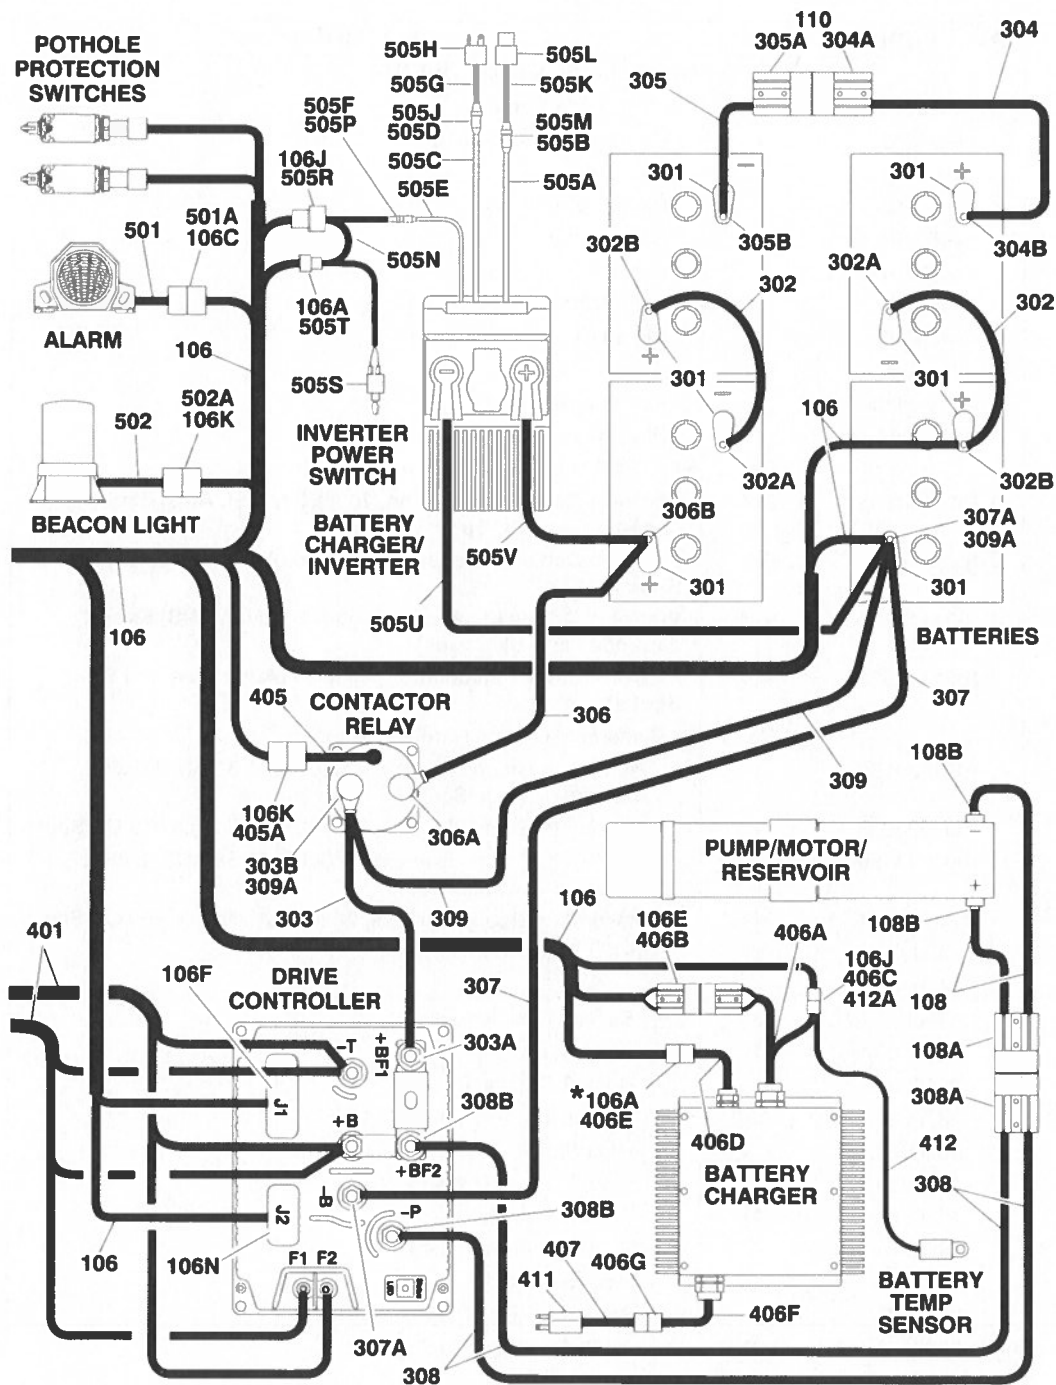 POTHOLE
PROTECTION
SWITCHES
505H
505L
505G
505K
505F
505P
505J
505D
505M
505B
505C
505E
505A
106J
505R
110
305A
304A
304
305
301
301
305B
304B
501
501A
106C
505N
302B
302A
302
302
106A
505T
ALARM
106
505S
301
301
502
502A
106K
INVERTER
POWER
SWITCH
106
302A
302B
BEACON LIGHT
BATTERY
CHARGER/
INVERTER
505V
306B
307A
309A
301
301
505U
106
BATTERIES
405
CONTACTOR
RELAY
306
307
309
108B
106K
405A
306A
303B
309A
303
309
PUMP/MOTOR/
RESERVOIR
108B
401
106F
DRIVE
CONTROLLER
307
106
106E
406B
406A
106J
406C
412A
108
108A
308A
-T
+BF1
303A
J1
+B
308B
+BF2
*106A
406E
406D
412
308
BATTERY
CHARGER
-B
-P
308B
J2
106
106N
F1
F2
307A
308
411
407
406G
406F
BATTERY
TEMP
SENSOR